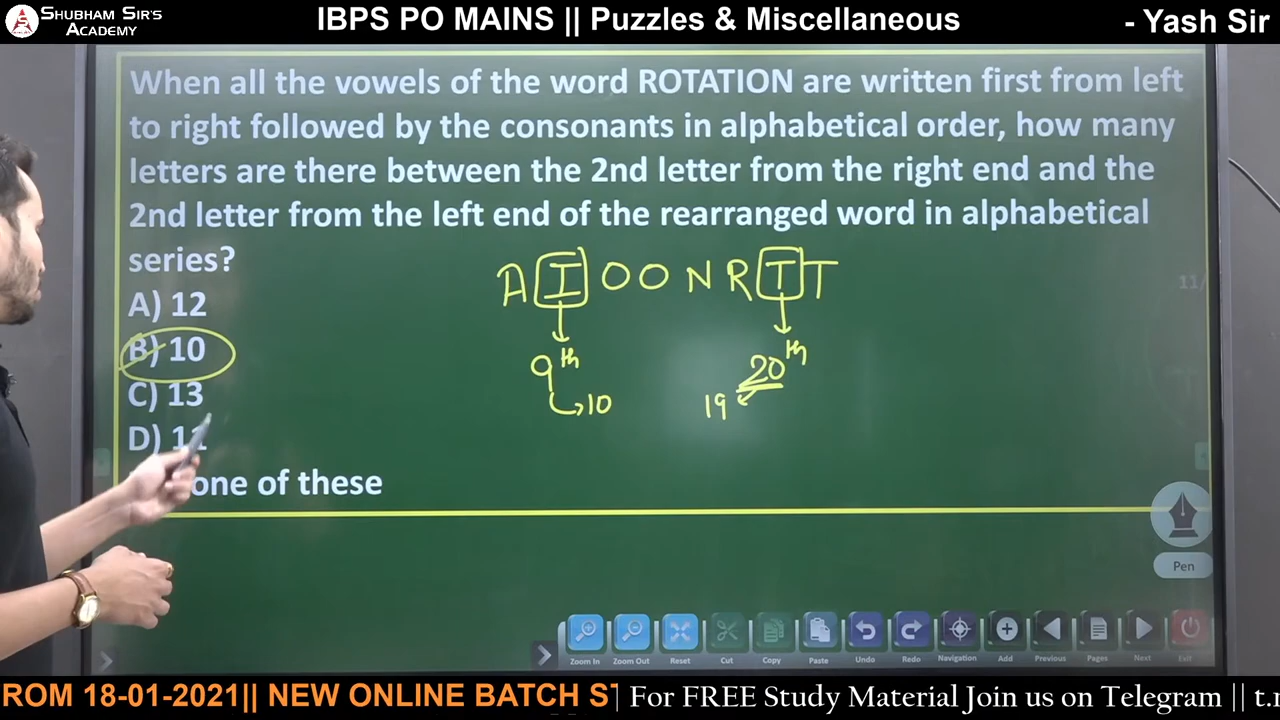 SHUBHAM SIR'S
ACADEMY
IBPS PO MAINS || Puzzles & Miscellaneous
- Yash Sir
When all the vowels of the word ROTATION are written first from left
to right followed by the consonants in alphabetical order, how many
letters are there between the 2nd letter from the right end and the
2nd letter from the left end of the rearranged word in alphabetical
series?
A I O O N R T T
A) 12
B) 10
9th
20th
C) 13
10
19
D) 11
one of these
11/
Pen
Zoom In Zoom Out Reset Cut Copy Paste Undo Redo Navigation Add Previous Pages Next Exit
ROM 18-01-2021|| NEW ONLINE BATCH For FREE Study Material Join us on Telegram ||